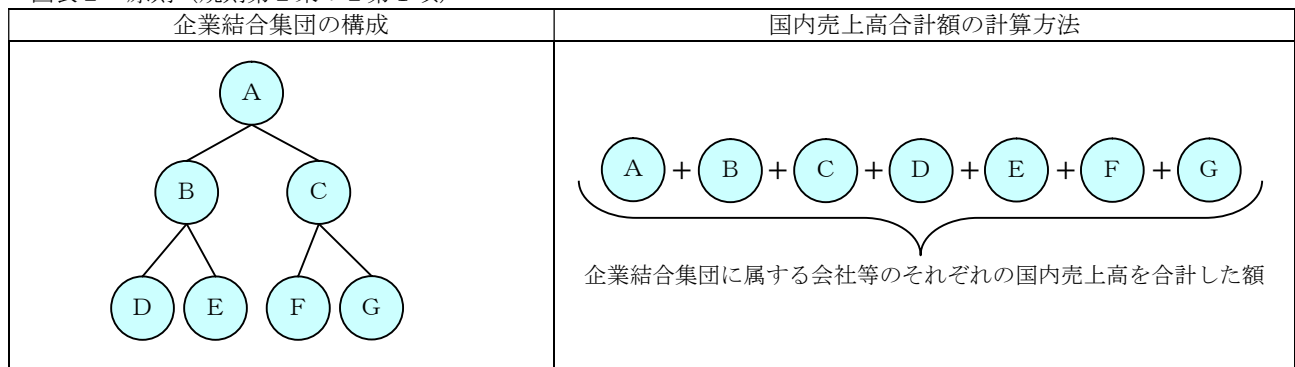 企業結合集団の構成
国内売上高合計額の計算方法
A
B C
D E F G
A + B + C + D + E + F + G
企業結合集団に属する会社等のそれぞれの国内売上高を合計した額